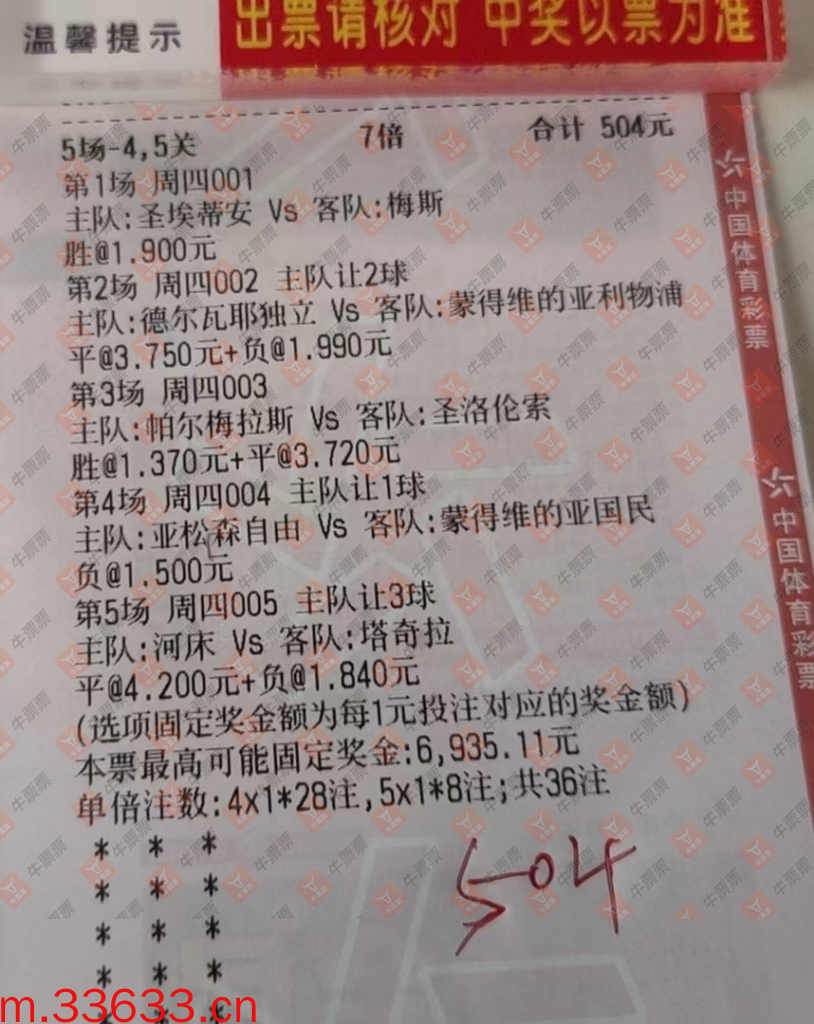 温馨提示
出票请核对 中奖以票为准
5场-4,5关 7倍 合计 504元
第1场 周四001
主队:圣埃蒂安 Vs 客队:梅斯
胜@1.900元
第2场 周四002 主队让2球
主队:德尔瓦耶独立 Vs 客队:蒙得维的亚利物浦
平@3.750元+负@1.990元
第3场 周四003
主队:帕尔梅拉斯 Vs 客队:圣洛伦索
胜@1.370元+平@3.720元
第4场 周四004 主队让1球
主队:亚松森自由 Vs 客队:蒙得维的亚国民
负@1.500元
第5场 周四005 主队让3球
主队:河床 Vs 客队:塔奇拉
平@4.200元+负@1.840元
(选项固定奖金额为每1元投注对应的奖金额)
本票最高可能固定奖金:6,935.11元
单倍注数:4x1*28注,5x1*8注;共36注
* * *
* * *
* * *
* * *
* * *
504
中国体育彩票
中国体育彩票
牛票票
m.33633.cn